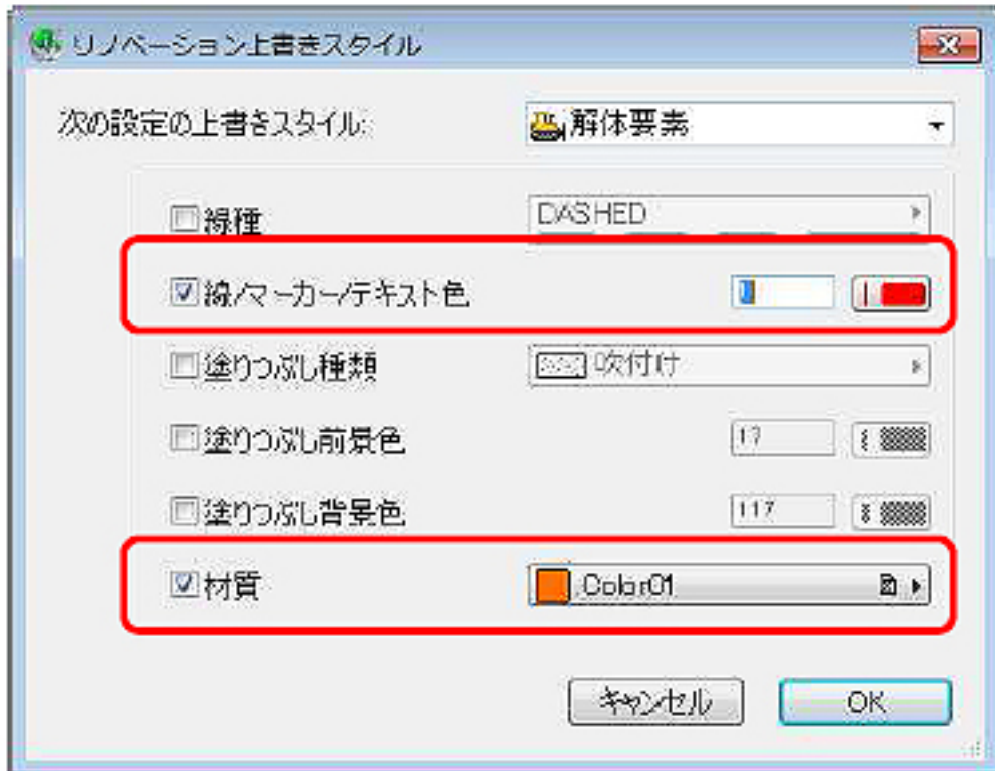 リノベーション上書きスタイル
次の設定の上書きスタイル:
解体要素
線種
DASHED
線/マーカー/テキスト色
塗りつぶし種類
吹付け
塗りつぶし前景色
17
塗りつぶし背景色
117
材質
Color01
キャンセル
OK